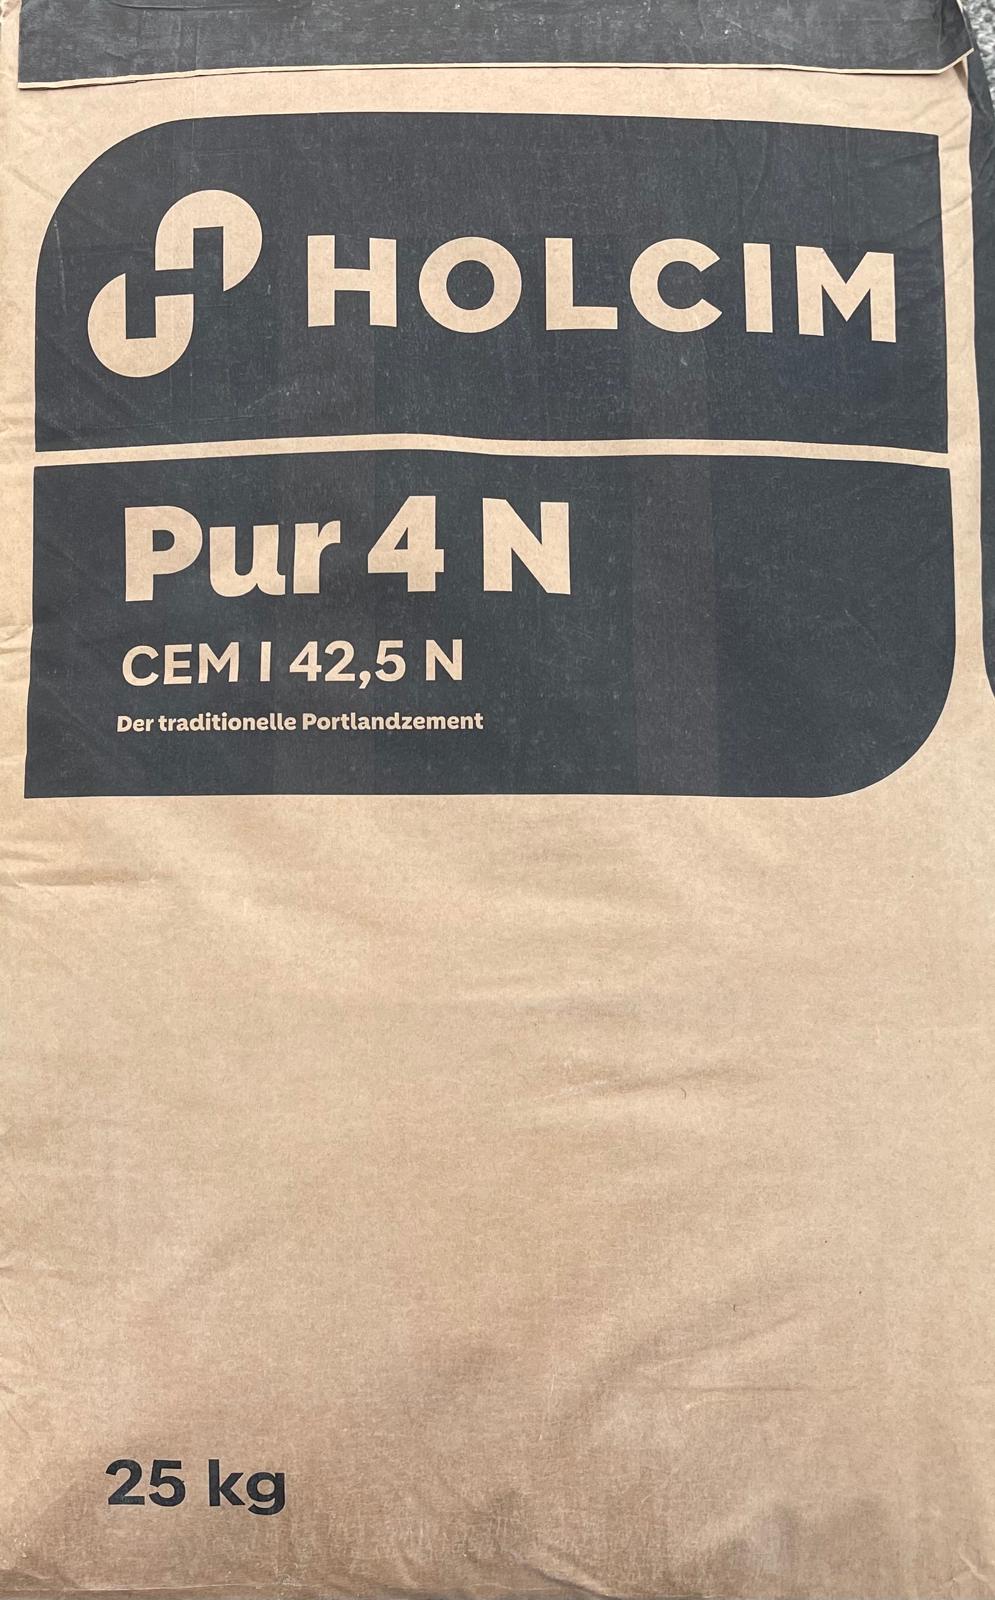 HOLCIM
Pur 4 N
CEM I 42,5 N
Der traditionelle Portlandzement
25 kg